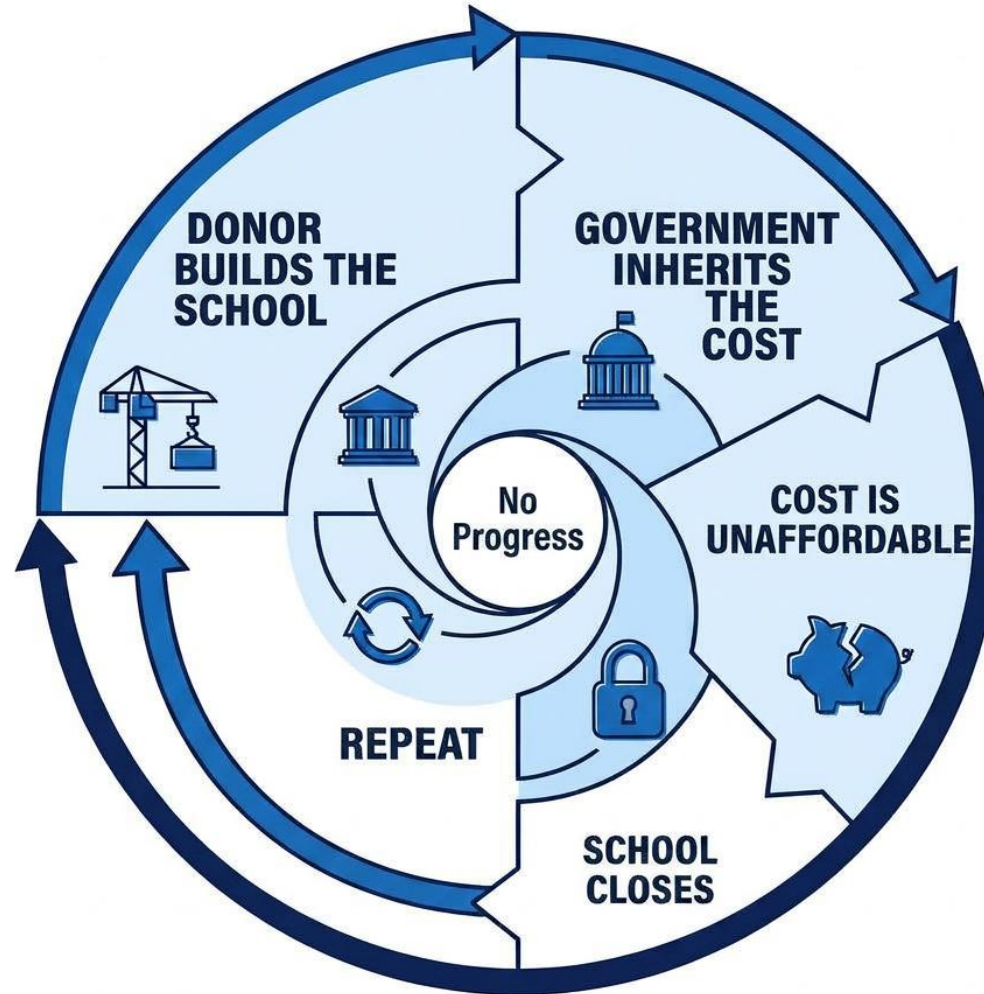 DONOR
BUILDS THE
SCHOOL
GOVERNMENT
INHERITS
THE
COST
COST IS
UNAFFORDABLE
SCHOOL
CLOSES
REPEAT
No
Progress